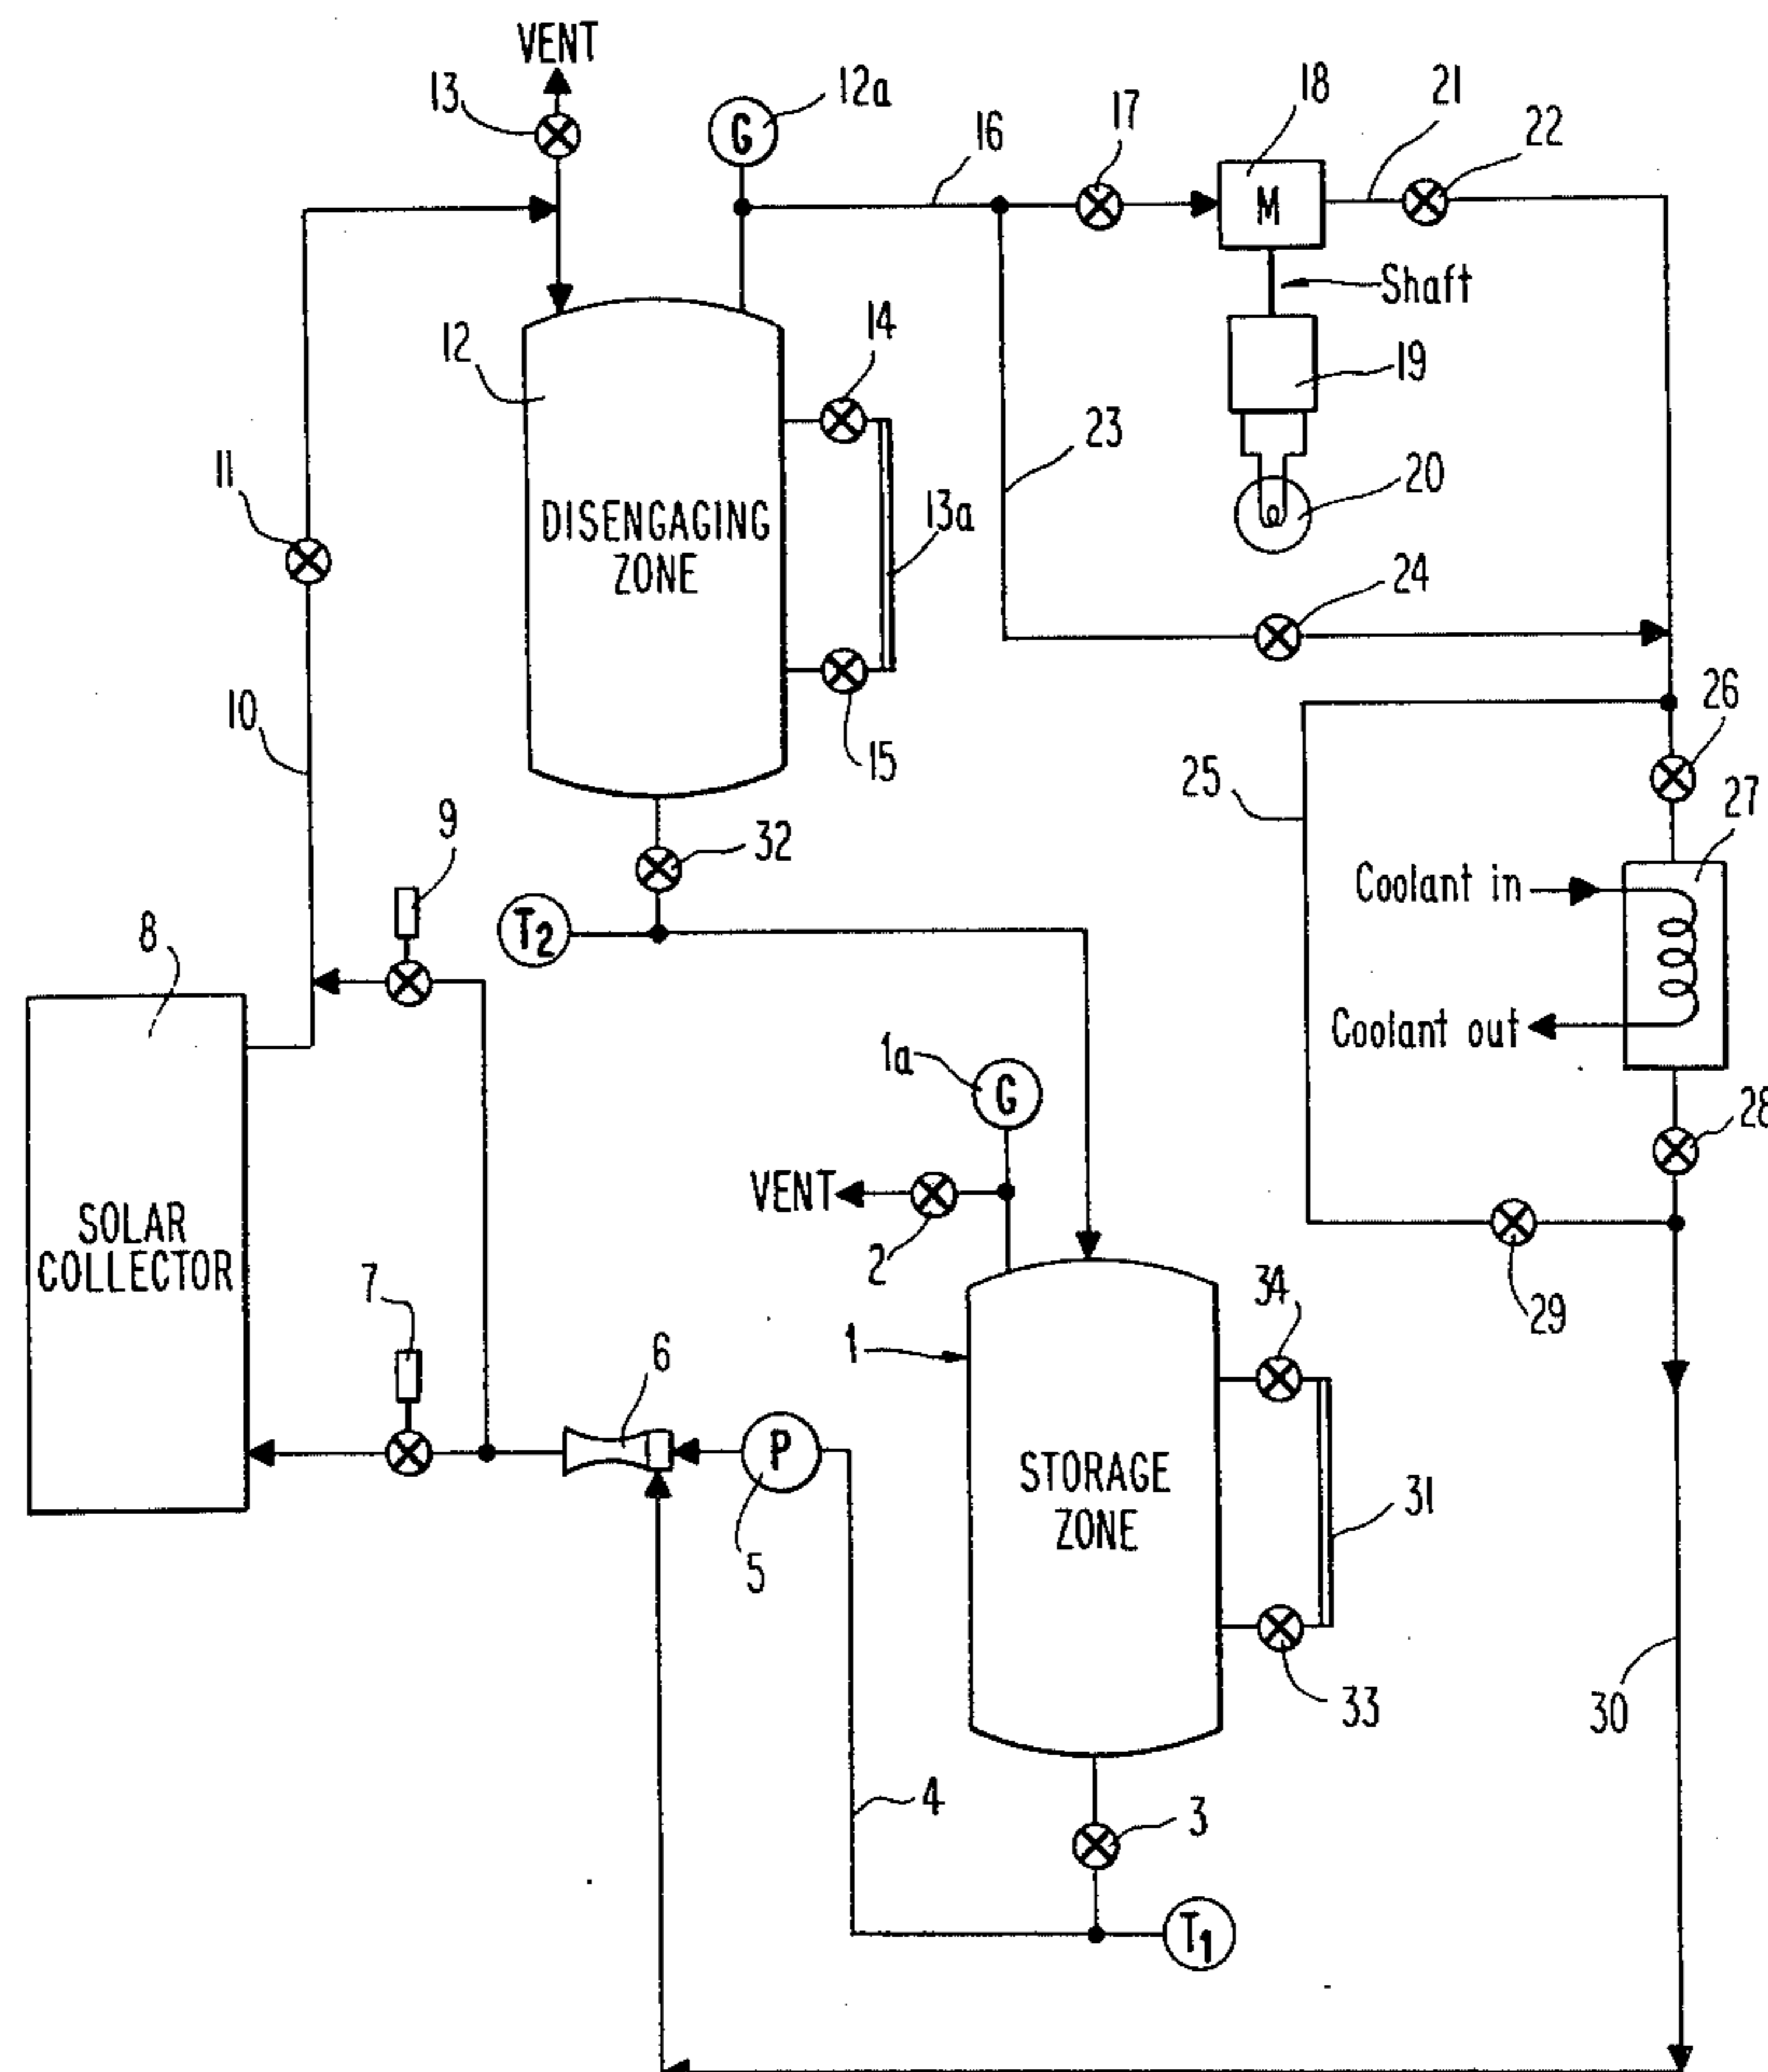 VENT
13
G
12a
16
17
18
M
21
22
Shaft
19
20
12
14
DISENGAGING
ZONE
13a
15
23
24
11
10
9
8
32
T2
26
25
27
Coolant in
Coolant out
28
29
1a
G
VENT
2
SOLAR
COLLECTOR
7
6
P
5
1
34
STORAGE
ZONE
31
33
30
4
3
T1